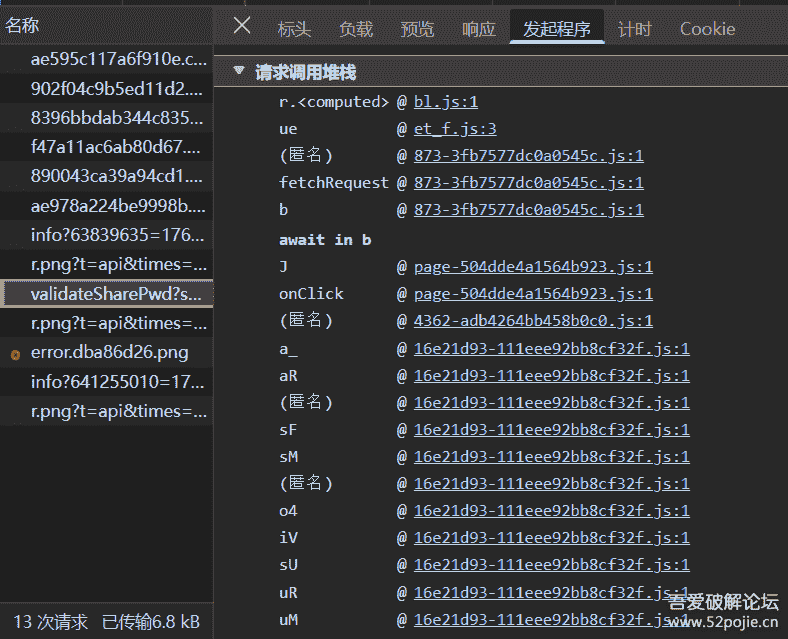 名称
ae595c117a6f910e.c...
902f04c9b5ed11d2....
8396bbdab344c835...
f47a11ac6ab80d67....
890043ca39a94cd1....
ae978a224be9998b....
info?63839635=176...
r.png?t=api&times=...
validateSharePwd?s...
r.png?t=api&times=...
error.dba86d26.png
info?641255010=17...
r.png?t=api&times=...
13 次请求 已传输6.8 kB
标头 负载 预览 响应 发起程序 计时 Cookie
请求调用堆栈
r.<computed> @ bl.js:1
ue @ et_f.js:3
(匿名) @ 873-3fb7577dc0a0545c.js:1
fetchRequest @ 873-3fb7577dc0a0545c.js:1
b @ 873-3fb7577dc0a0545c.js:1
await in b
J @ page-504dde4a1564b923.js:1
onClick @ page-504dde4a1564b923.js:1
(匿名) @ 4362-adb4264bb458b0c0.js:1
a_ @ 16e21d93-111eee92bb8cf32f.js:1
aR @ 16e21d93-111eee92bb8cf32f.js:1
(匿名) @ 16e21d93-111eee92bb8cf32f.js:1
sF @ 16e21d93-111eee92bb8cf32f.js:1
sM @ 16e21d93-111eee92bb8cf32f.js:1
(匿名) @ 16e21d93-111eee92bb8cf32f.js:1
o4 @ 16e21d93-111eee92bb8cf32f.js:1
iV @ 16e21d93-111eee92bb8cf32f.js:1
sU @ 16e21d93-111eee92bb8cf32f.js:1
uR @ 16e21d93-111eee92bb8cf32f.js:1
uM @ 16e21d93-111eee92bb8cf32f.js:1
吾爱破解论坛
www.52pojie.cn